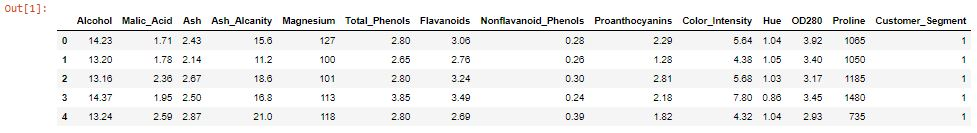 Out[1]:
Alcohol Malic_Acid Ash Ash_Alcanity Magnesium Total_Phenols Flavanoids Nonflavanoid_Phenols Proanthocyanins Color_Intensity Hue OD280 Proline Customer_Segment
0 14.23 1.71 2.43 15.6 127 2.80 3.06 0.28 2.29 5.64 1.04 3.92 1065 1
1 13.20 1.78 2.14 11.2 100 2.65 2.76 0.26 1.28 4.38 1.05 3.40 1050 1
2 13.16 2.36 2.67 18.6 101 2.80 3.24 0.30 2.81 5.68 1.03 3.17 1185 1
3 14.37 1.95 2.50 16.8 113 3.85 3.49 0.24 2.18 7.80 0.86 3.45 1480 1
4 13.24 2.59 2.87 21.0 118 2.80 2.69 0.39 1.82 4.32 1.04 2.93 735 1